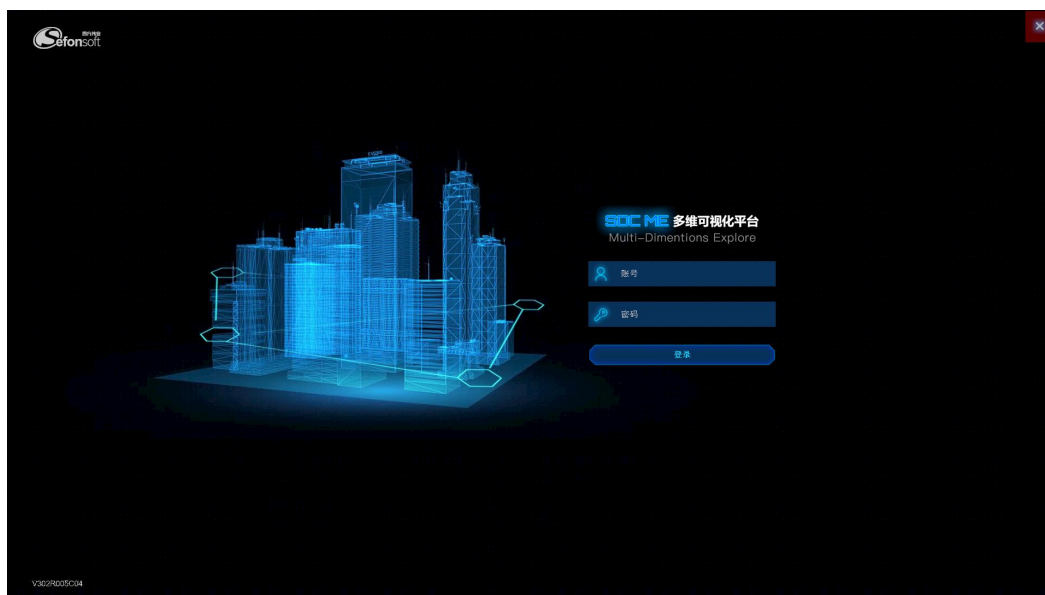 Sefonsoft
SDC ME 多维可视化平台
Multi-Dimentions Explore
账号
密码
登录
V302R005C04